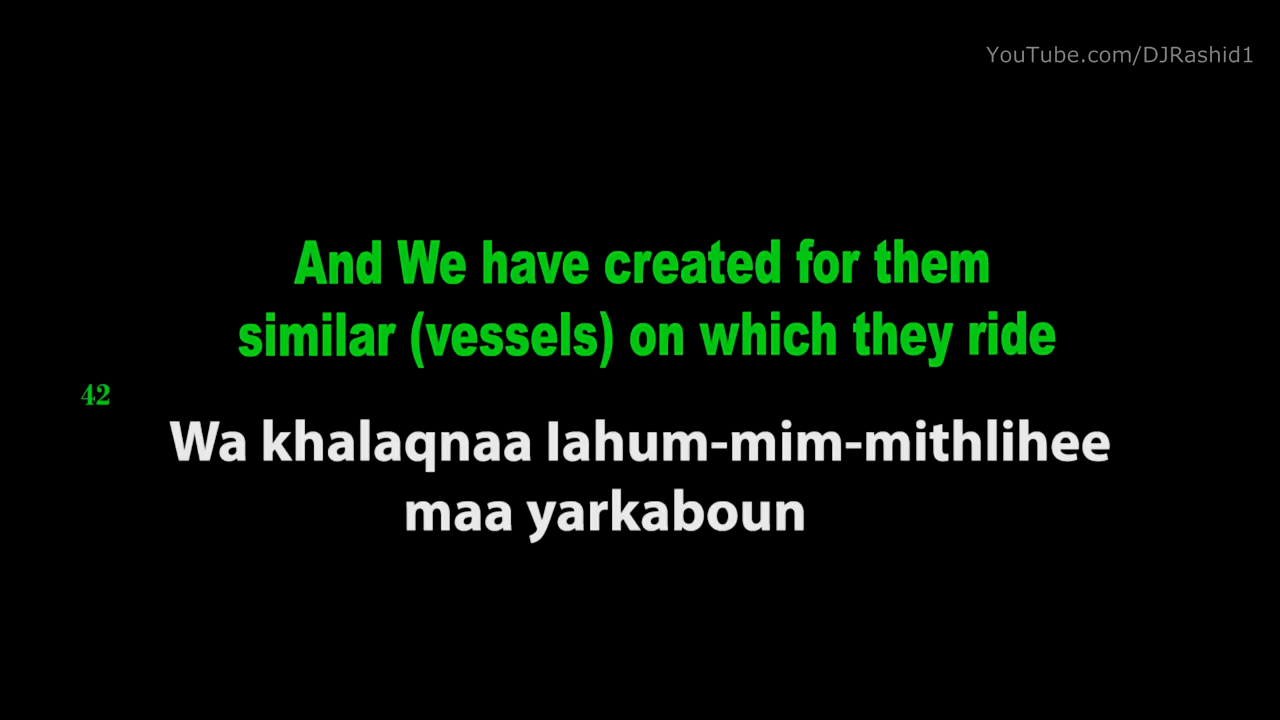 YouTube.com/DJRashid1
And We have created for them
similar (vessels) on which they ride
42
Wa khalaqnaa lahum-mim-mithlihee
maa yarkaboun